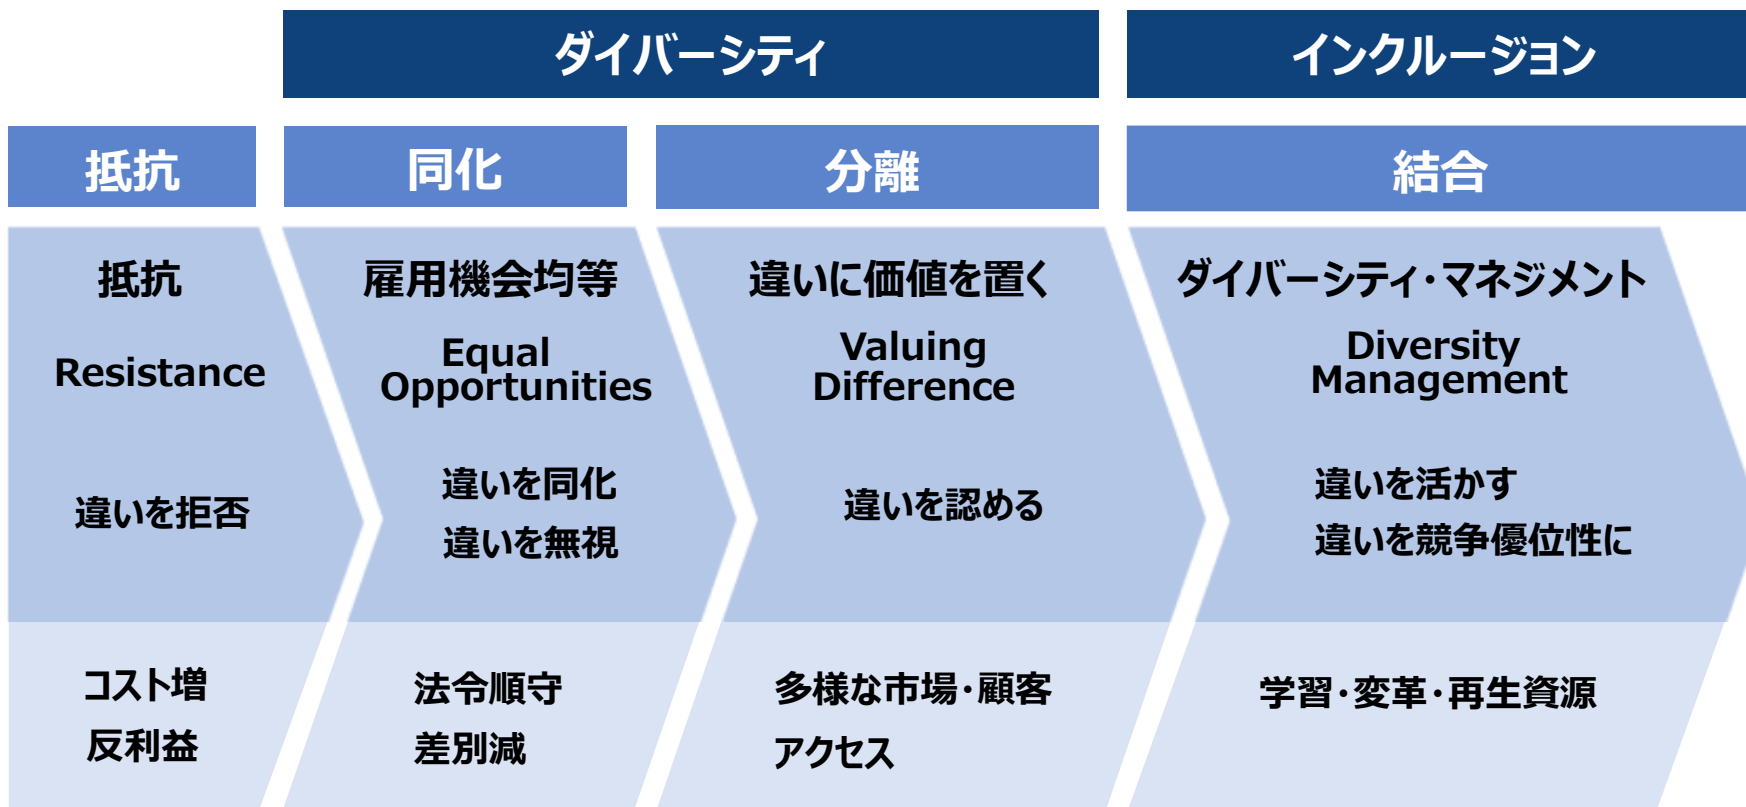 ダイバーシティ
インクルージョン
抵抗
同化
分離
結合
抵抗
Resistance
違いを拒否
コスト増
反利益
雇用機会均等
Equal
Opportunities
違いを同化
違いを無視
法令順守
差別減
違いに価値を置く
Valuing
Difference
違いを認める
多様な市場・顧客
アクセス
ダイバーシティ・マネジメント
Diversity
Management
違いを活かす
違いを競争優位性に
学習・変革・再生資源